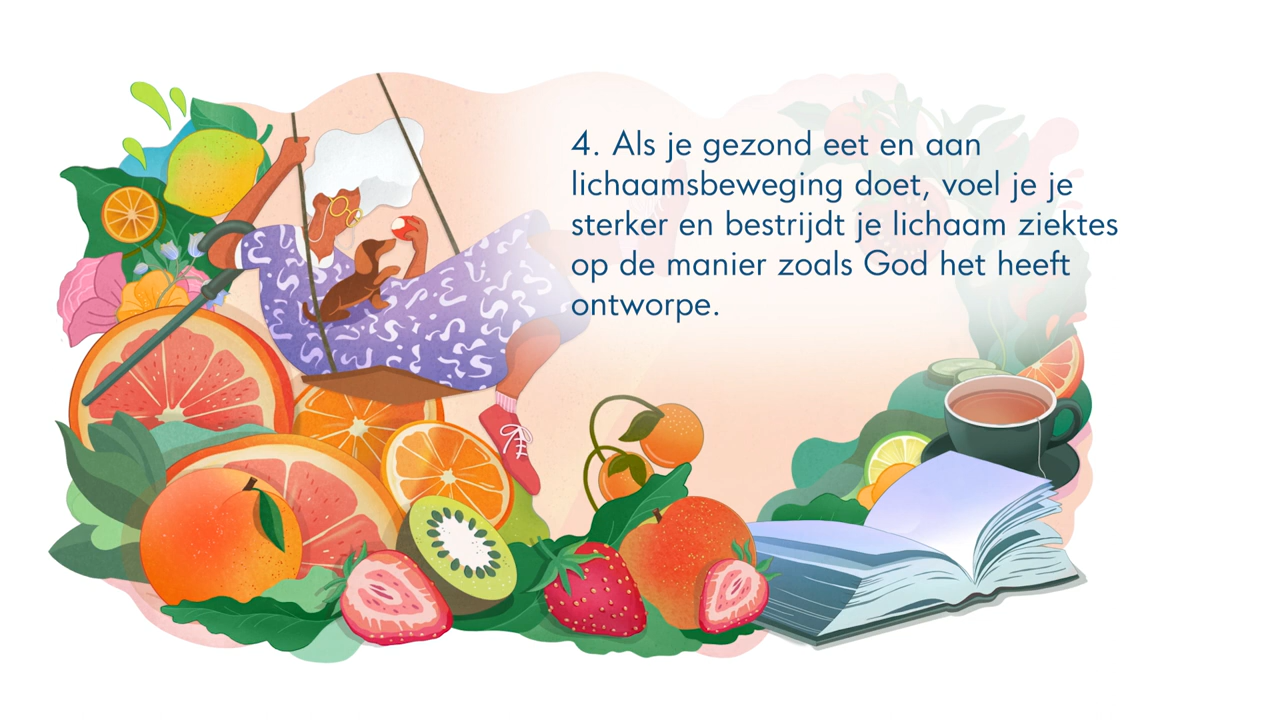 4. Als je gezond eet en aan
lichaamsbeweging doet, voel je je
sterker en bestrijdt je lichaam ziektes
op de manier zoals God het heeft
ontworpe.